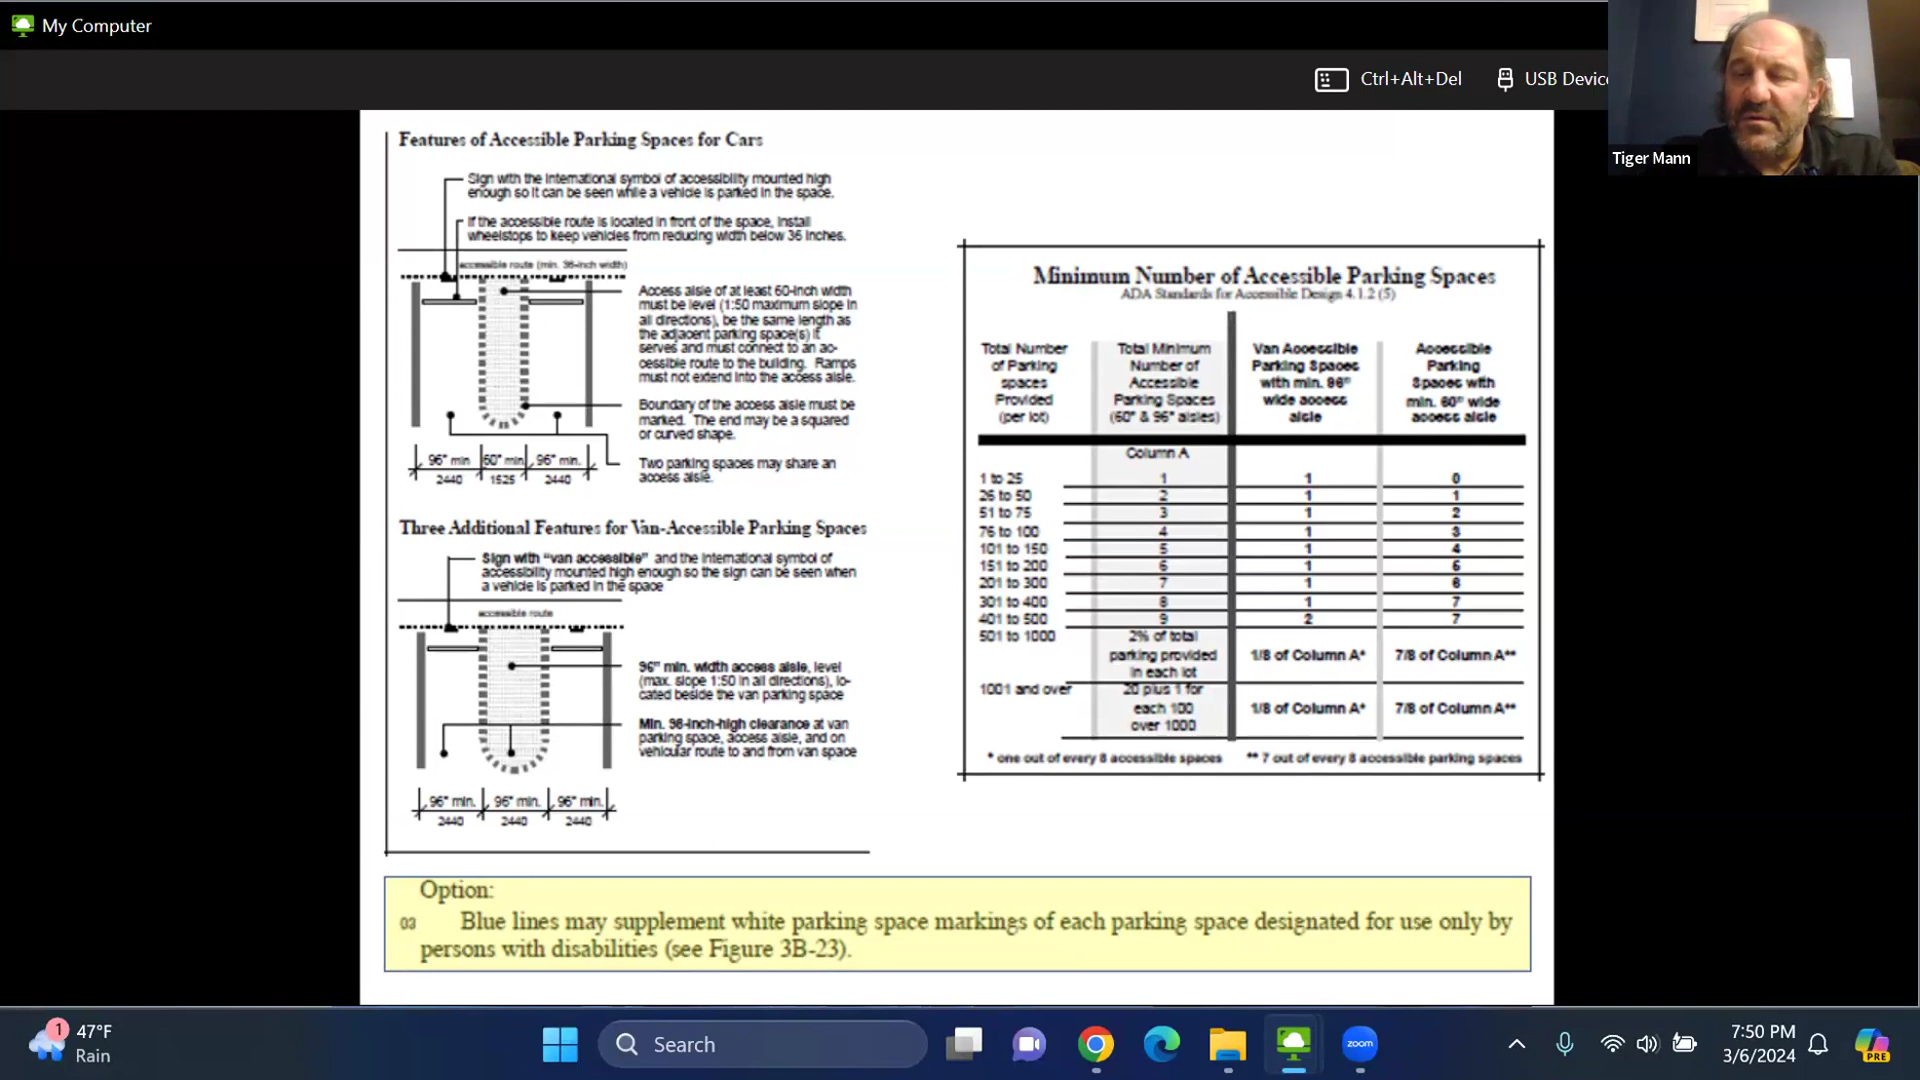 My Computer
Ctrl+Alt+Del
USB Device
Tiger Mann
Features of Accessible Parking Spaces for Cars
Sign with the international symbol of accessibility mounted high
enough so it can be seen while a vehicle is parked in the space.
If the accessible route is located in front of the space, install
wheelstops to keep vehicles from reducing width below 36 inches.
accessible route (min. 36-inch width)
Access aisle of at least 60-inch width
must be level (1:50 maximum slope in
all directions), be the same length as
the adjacent parking space(s) it
serves and must connect to an ac-
cessible route to the building. Ramps
must not extend into the access aisle.
Boundary of the access aisle must be
marked. The end may be a squared
or curved shape.
Two parking spaces may share an
access aisle.
96" min 60" min. 96" min.
2440 1525 2440
Three Additional Features for Van-Accessible Parking Spaces
Sign with "van accessible" and the international symbol of
accessibility mounted high enough so the sign can be seen when
a vehicle is parked in the space
accessible route
96" min. width access aisle, level
(max. slope 1:50 in all directions), lo-
cated beside the van parking space
Min. 98-inch-high clearance at van
parking space, access aisle, and on
vehicular route to and from van space
96" min. 96" min. 96" min.
2440 2440 2440
Minimum Number of Accessible Parking Spaces
ADA Standards for Accessible Design 4.1.2 (5)
Total Number Total Minimum Van Accessible Accessible
of Parking Number of Parking Spaces Parking
spaces Accessible with min. 96" Spaces with
Provided Parking Spaces wide access min. 60" wide
(per lot) (60" & 96" aisles) aisle access aisle
Column A
1 to 25 1 1 0
26 to 50 2 1 1
51 to 75 3 1 2
76 to 100 4 1 3
101 to 150 5 1 4
151 to 200 6 1 5
201 to 300 7 1 6
301 to 400 8 1 7
401 to 500 9 2 7
501 to 1000 2% of total
parking provided 1/8 of Column A* 7/8 of Column A**
in each lot
1001 and over 20 plus 1 for
each 100 1/8 of Column A* 7/8 of Column A**
over 1000
* one out of every 8 accessible spaces ** 7 out of every 8 accessible parking spaces
Option:
03 Blue lines may supplement white parking space markings of each parking space designated for use only by
persons with disabilities (see Figure 3B-23).
1
47°F
Rain
Search
zoom
7:50 PM
3/6/2024
PRE